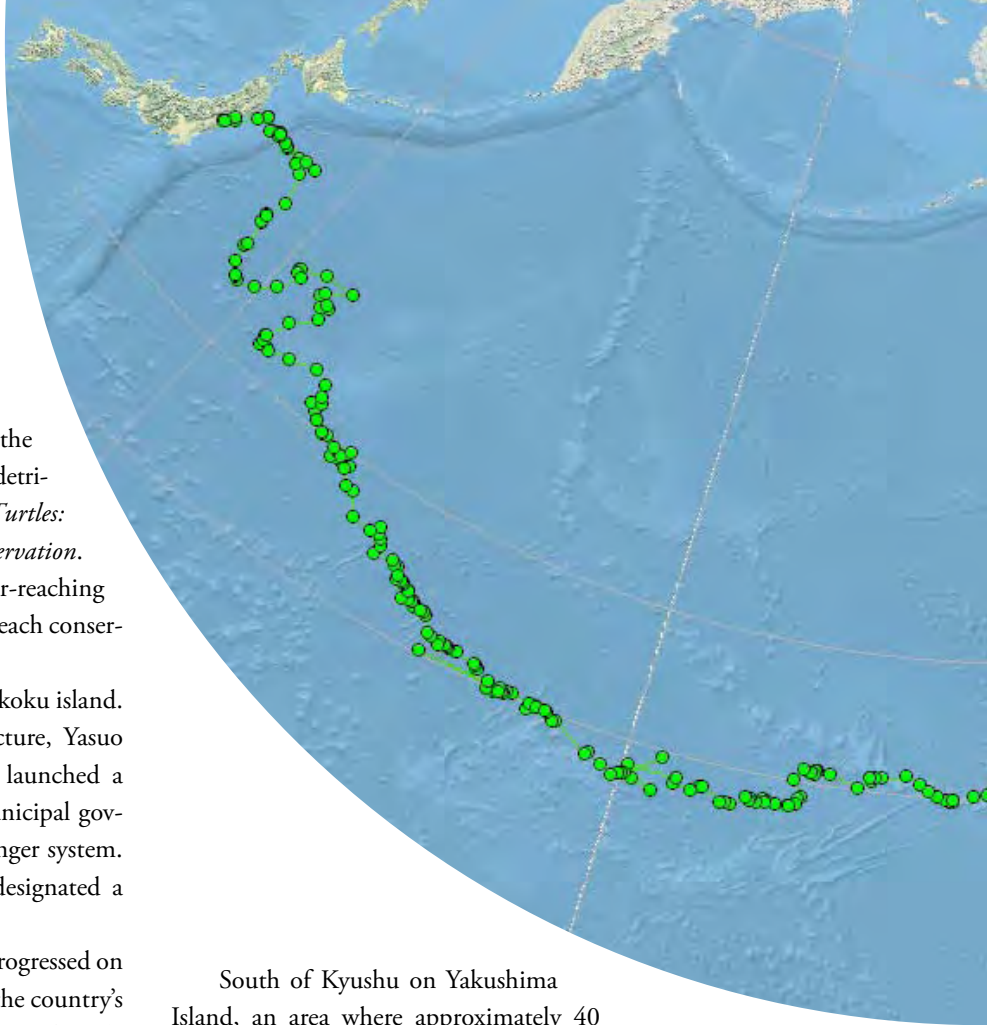 the
detri-
Turtles:
ervation.
r-reaching
each conser-
koku island.
cture, Yasuo
launched a
nicipal gov-
nger system.
designated a
rogressed on
he country's
South of Kyushu on Yakushima
Island, an area where approximately 40